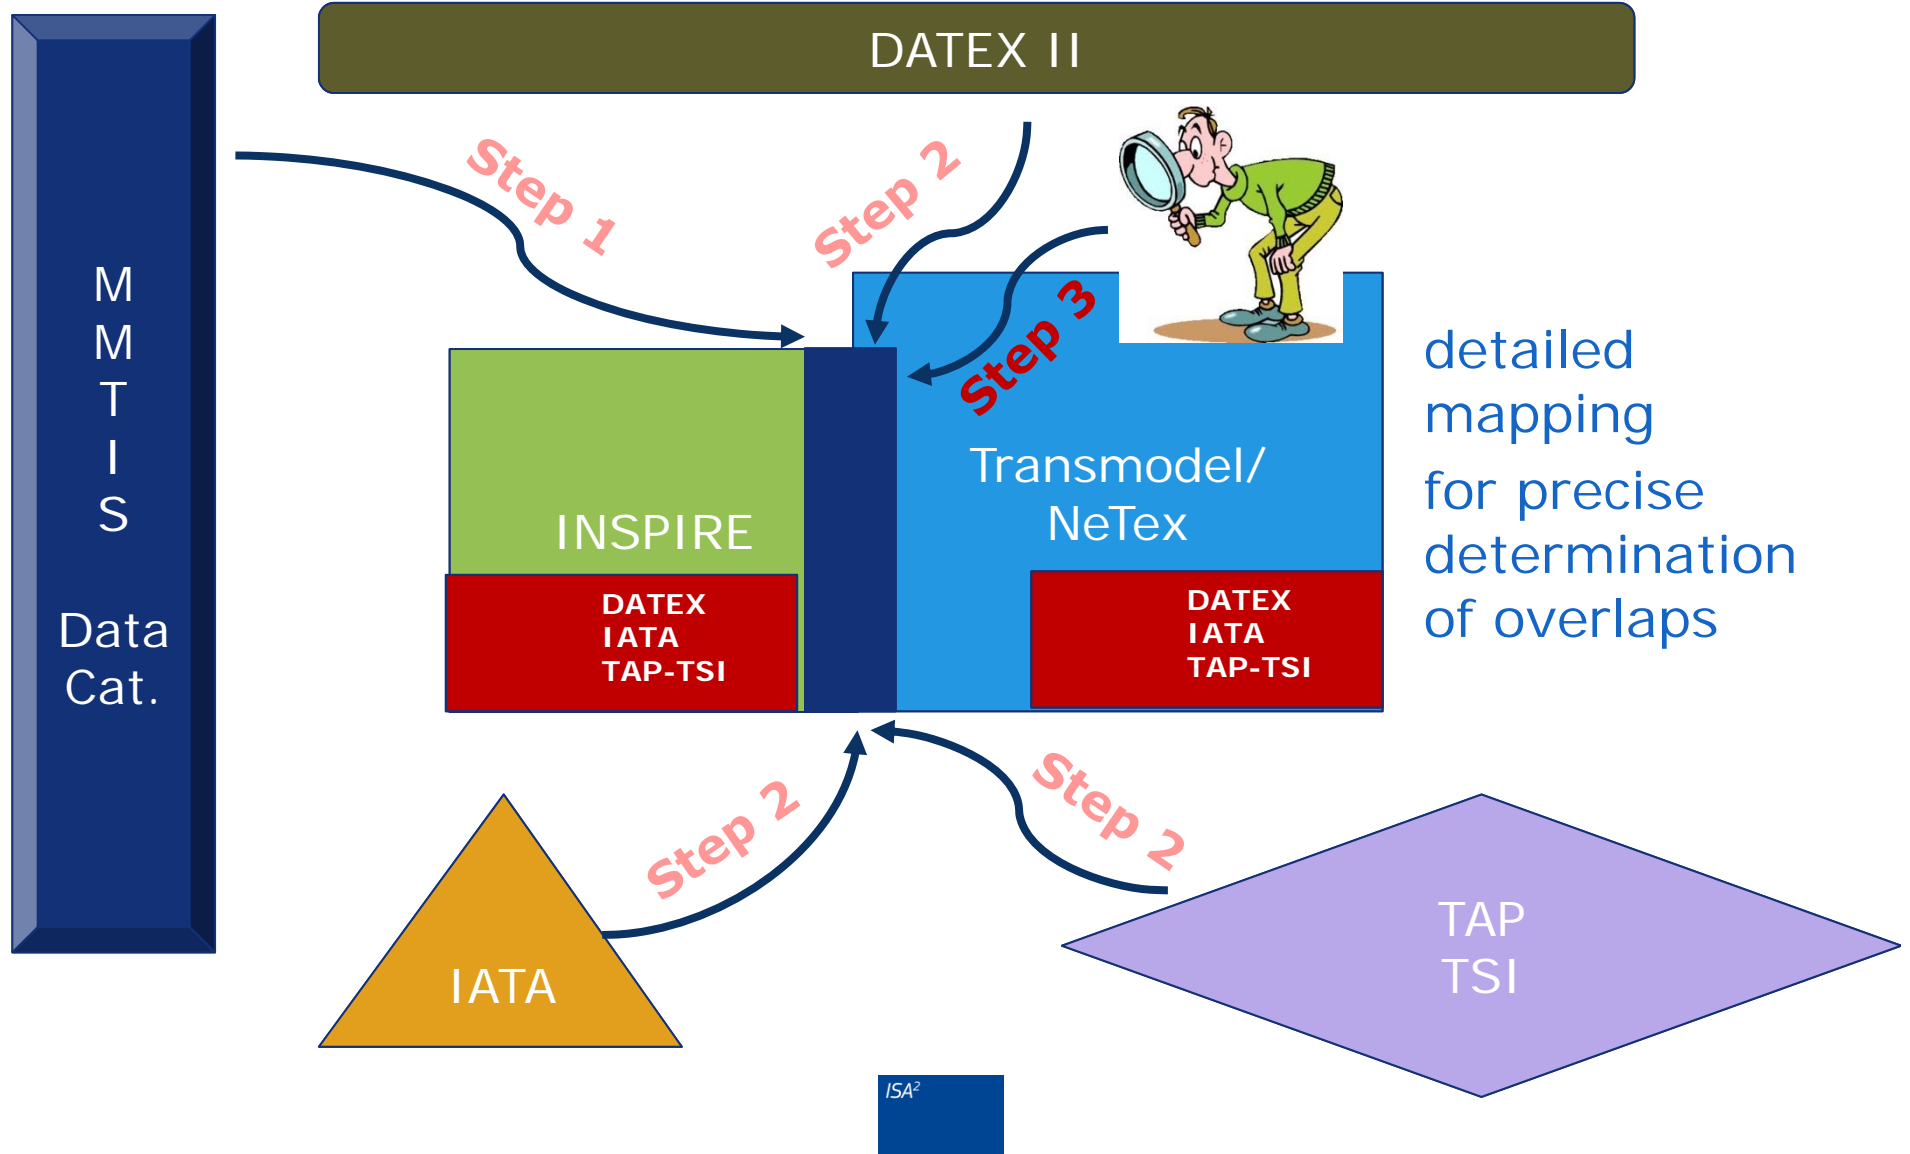 DATEX II
M
M
T
I
S
Data
Cat.
Step 1
Step 2
Step 3
INSPIRE
Transmodel/
NeTex
DATEX
IATA
TAP-TSI
DATEX
IATA
TAP-TSI
detailed
mapping
for precise
determination
of overlaps
Step 2
Step 2
IATA
TAP
TSI
ISA²